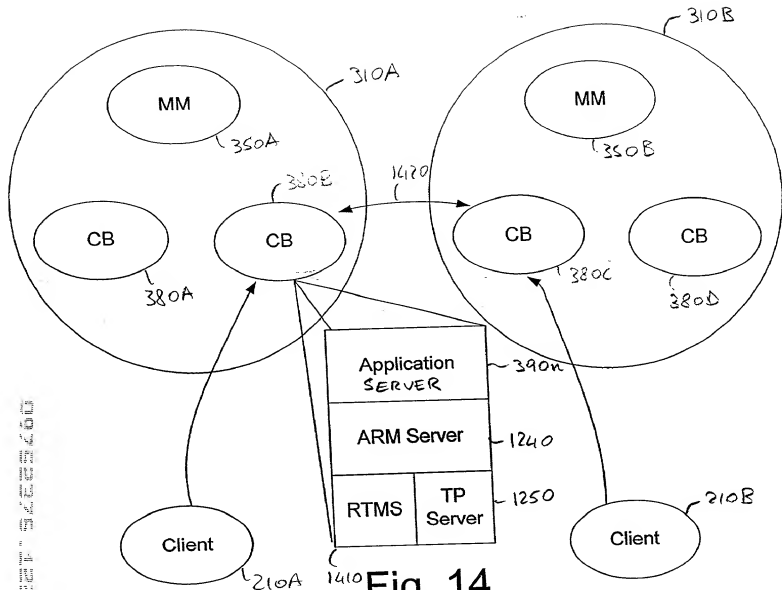 310B
310A
MM
MM
350A
350B
380B
1420
CB
CB
CB
CB
380A
380C
380D
Application
SERVER
390n
ARM Server
1240
RTMS
TP
Server
1250
Client
Client
210B
210A
1410
Fig. 14